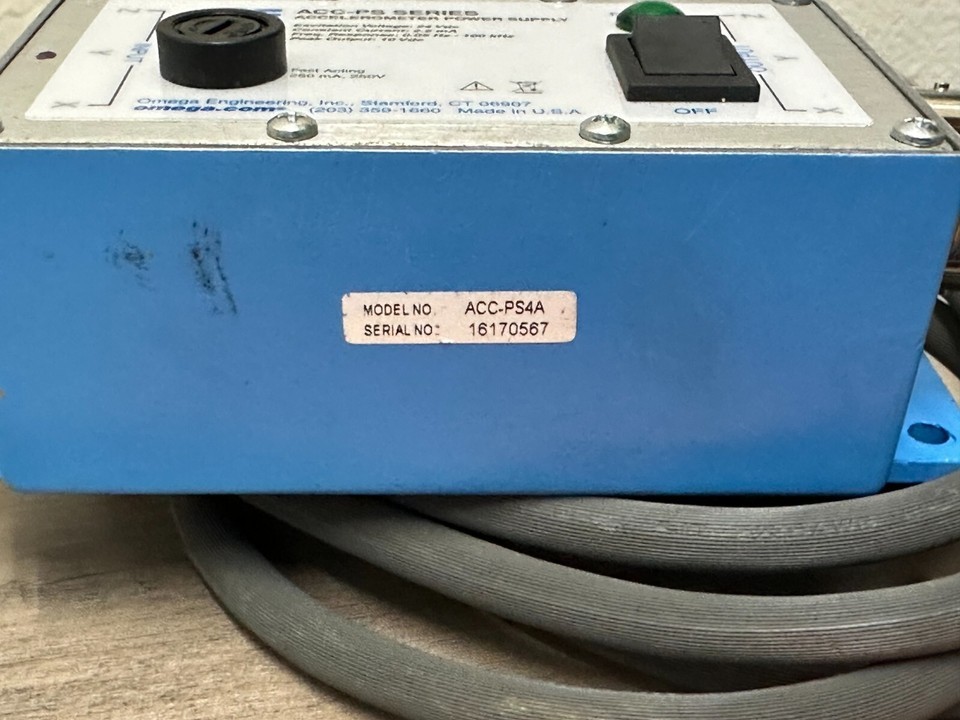 ACC-PS SERIES
ACCELEROMETER POWER SUPPLY
Excitation Voltage: 24 Vdc
Constant Current: 2.2 mA
Freq. Response: 0.05 Hz - 100 kHz
Peak Output: 10 Vdc
INPUT
OUTPUT
Fast Acting
250 mA, 250V
Omega Engineering, Inc., Stamford, CT 06907
omega.com (203) 359-1660 Made in U.S.A
OFF
MODEL NO. ACC-PS4A
SERIAL NO: 16170567